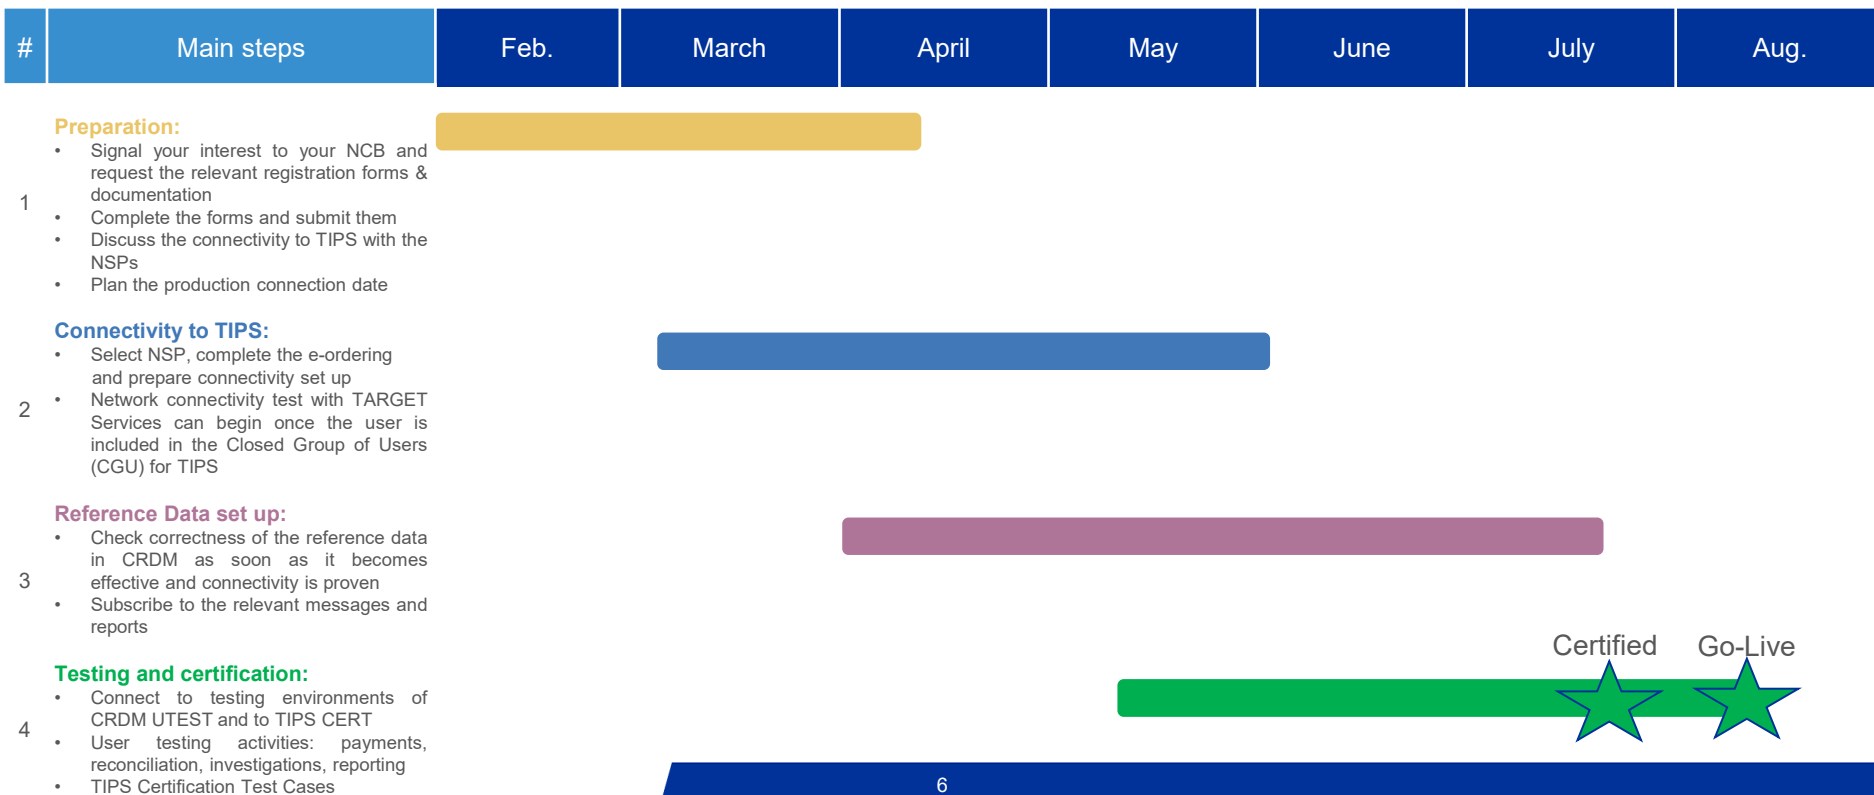 # Main steps Feb. March April May June July Aug.
1
Preparation:
• Signal your interest to your NCB and
request the relevant registration forms &
documentation
• Complete the forms and submit them
• Discuss the connectivity to TIPS with the
NSPs
• Plan the production connection date
2
Connectivity to TIPS:
• Select NSP, complete the e-ordering
and prepare connectivity set up
• Network connectivity test with TARGET
Services can begin once the user is
included in the Closed Group of Users
(CGU) for TIPS
3
Reference Data set up:
• Check correctness of the reference data
in CRDM as soon as it becomes
effective and connectivity is proven
• Subscribe to the relevant messages and
reports
Certified Go-Live
4
Testing and certification:
• Connect to testing environments of
CRDM UTEST and to TIPS CERT
• User testing activities: payments,
reconciliation, investigations, reporting
• TIPS Certification Test Cases
6